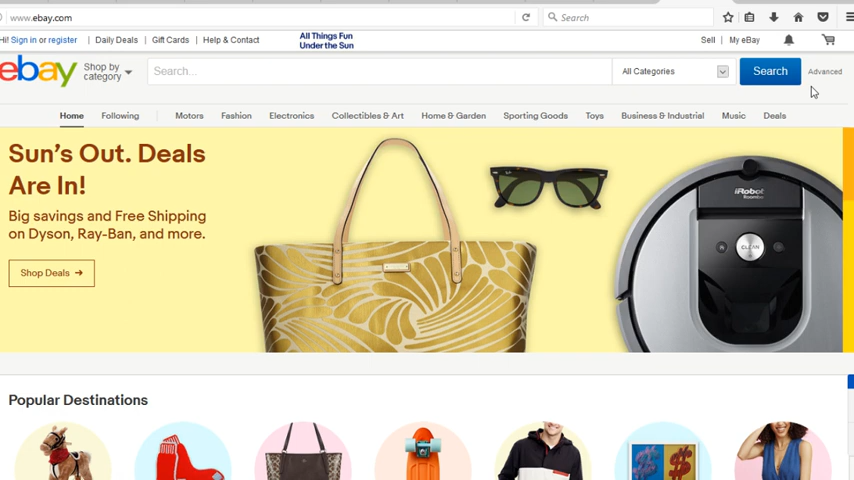 www.ebay.com
Search
Hi! Sign in or register
Daily Deals
Gift Cards
Help & Contact
All Things Fun
Under the Sun
Sell
My eBay
ebay
Shop by
category
Search...
All Categories
Search
Advanced
Home
Following
Motors
Fashion
Electronics
Collectibles & Art
Home & Garden
Sporting Goods
Toys
Business & Industrial
Music
Deals
Sun's Out. Deals
Are In!
Big savings and Free Shipping
on Dyson, Ray-Ban, and more.
Shop Deals →
iRobot
Roomba
CLEAN
Popular Destinations